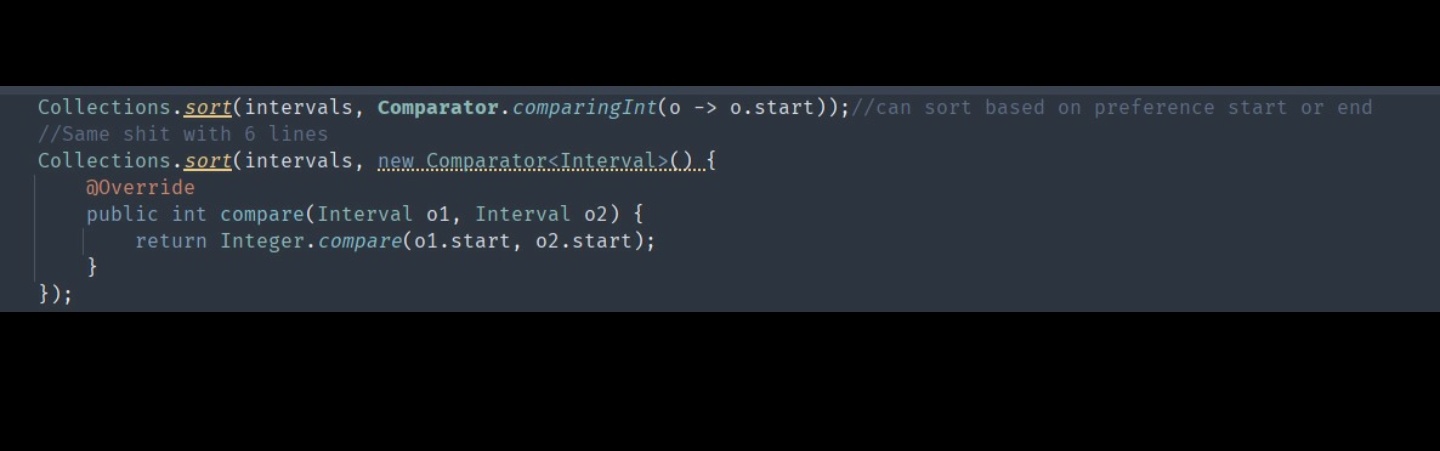 Collections.sort(intervals, Comparator.comparingInt(o -> o.start));//can sort based on preference start or end
//Same shit with 6 lines
Collections.sort(intervals, new Comparator<Interval>() {
    @Override
    public int compare(Interval o1, Interval o2) {
        return Integer.compare(o1.start, o2.start);
    }
});